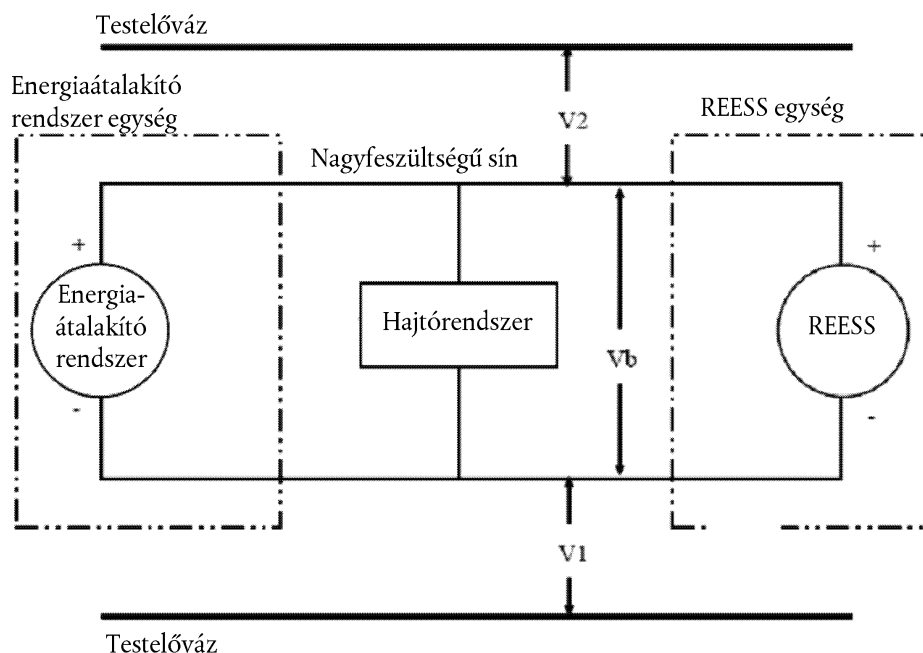 Testelőváz
Energiaátalakító
rendszer egység
V2
REESS egység
Nagyfeszültségű sín
+
+
Energia-
átalakító
rendszer
Hajtórendszer
REESS
Vb
-
-
V1
Testelőváz